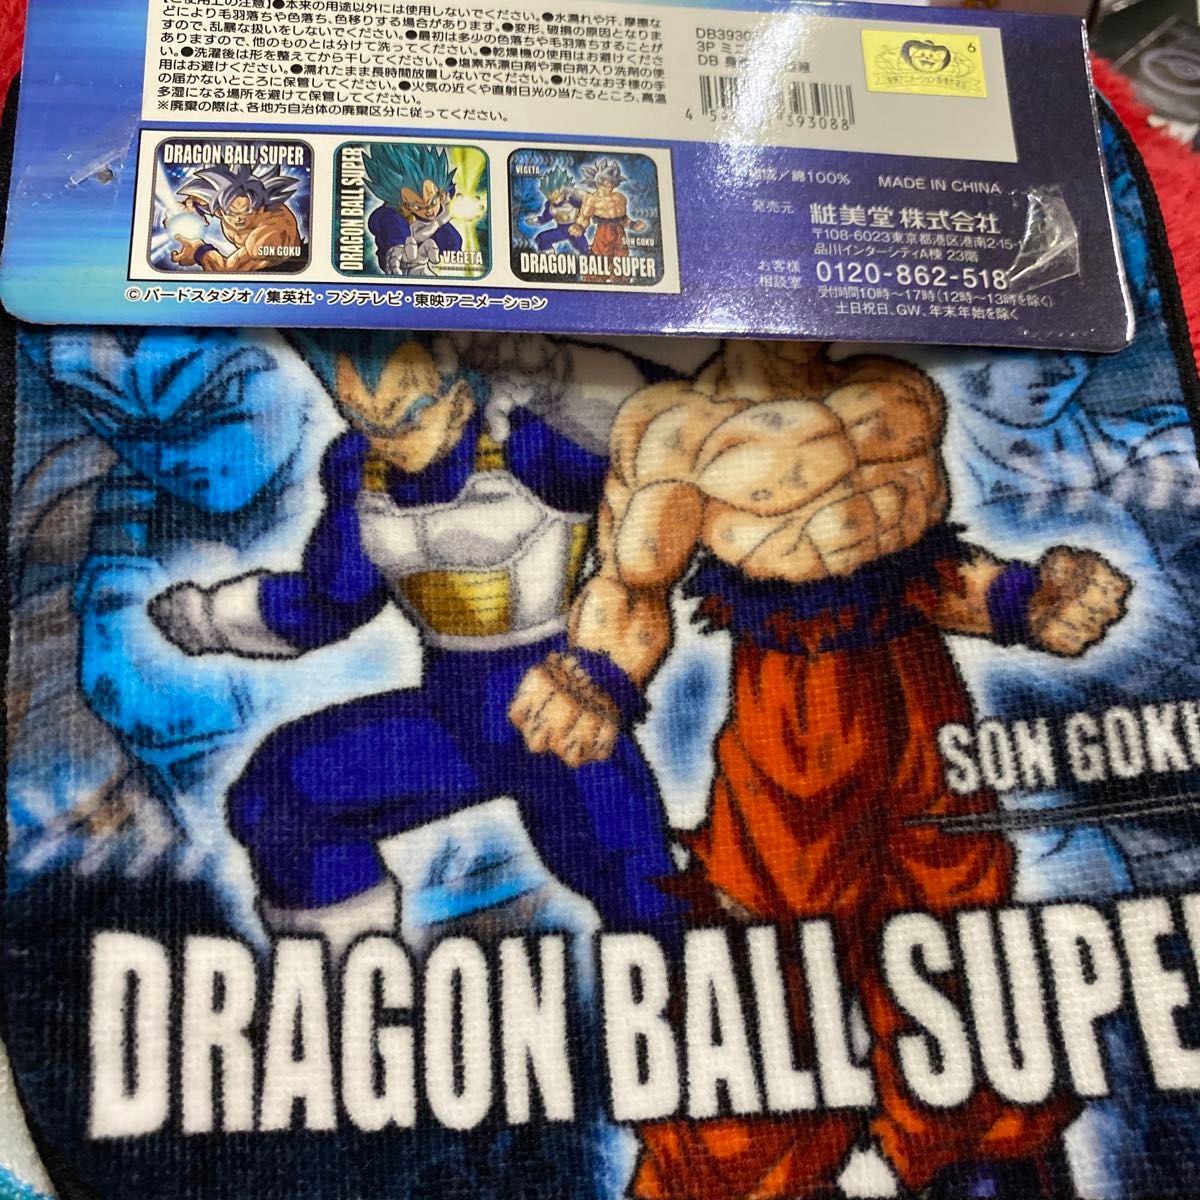 【ご使用上の注意】●本来の用途以外には使用しないでください。●水濡れや汗、摩擦な
どにより毛羽落ちや色落ち、色移りする場合があります。●変形、破損の原因となりま
すので、乱暴な扱いをしないでください。●最初は多少の色落ちや毛羽落ちすることが
ありますので、他のものとは分けて洗ってください。●乾燥機の使用はお避けくださ
い。●洗濯後は形を整えてから干してください。●塩素系漂白剤や漂白剤入り洗剤の使
用はお避けください。●濡れたまま長時間放置しないでください。●小さなお子様の手
の届かないところに保管してください。●火気の近くや直射日光の当たるところ、高温
多湿になる場所を避けて保管してください。
※廃棄の際は、各地方自治体の廃棄区分に従ってください。
3P ミニ
DB 身
393088
6
DRAGON BALL SUPER
SON GOKU
DRAGON BALL SUPER
VEGETA
VEGETA
SON GOKU
DRAGON BALL SUPER
©バードスタジオ/集英社・フジテレビ・東映アニメーション
組成/綿100% MADE IN CHINA
発売元 粧美堂 株式会社
〒108-6023東京都港区港南2-15-1
品川インターシティA棟 23階
お客様
相談室 0120-862-518
受付時間10時〜17時(12時〜13時を除く)
土日祝日、GW、年末年始を除く
SON GOKU
DRAGON BALL SUPE